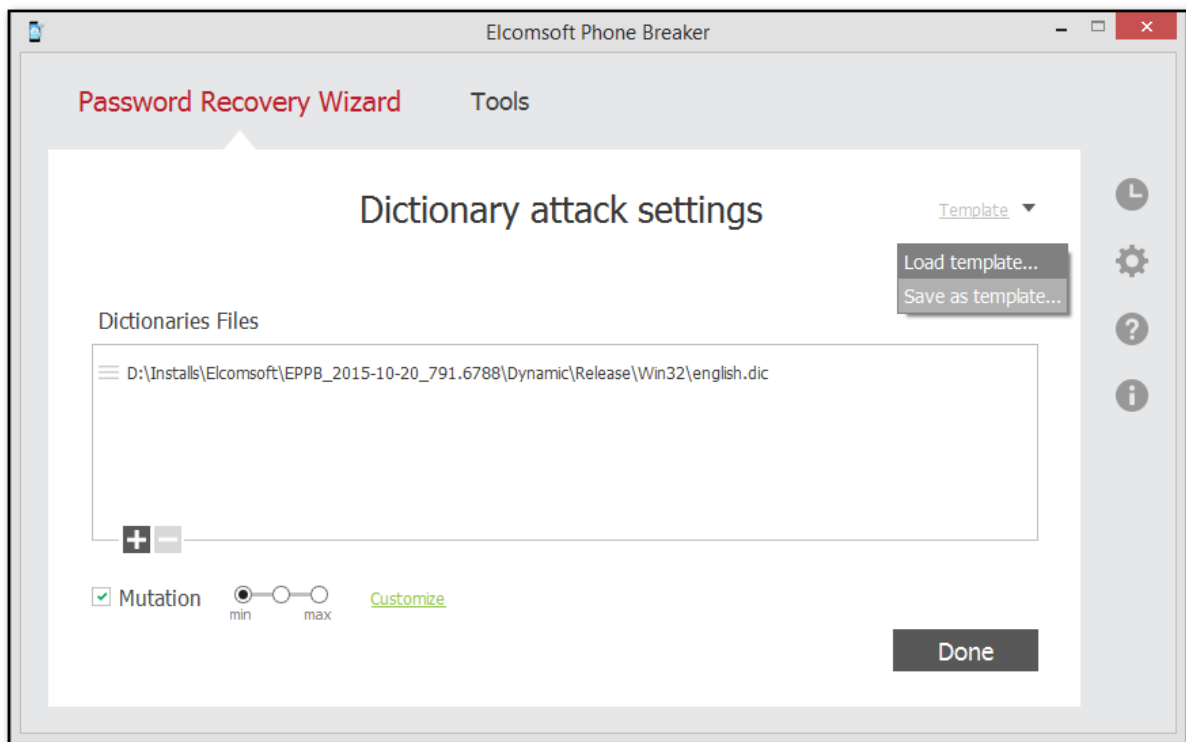 Elcomsoft Phone Breaker
Password Recovery Wizard Tools
Dictionary attack settings
Template
Load template...
Save as template...
Dictionaries Files
D:\Installs\Elcomsoft\EPPB_2015-10-20_791.6788\Dynamic\Release\Win32\english.dic
Mutation
min max
Customize
Done